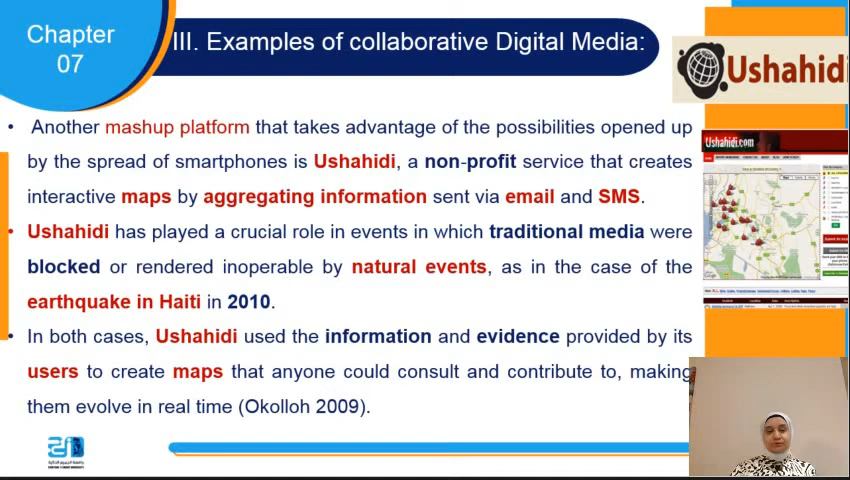 Chapter
07
III. Examples of collaborative Digital Media:
Ushahidi
• Another mashup platform that takes advantage of the possibilities opened up
by the spread of smartphones is Ushahidi, a non-profit service that creates
interactive maps by aggregating information sent via email and SMS.
• Ushahidi has played a crucial role in events in which traditional media were
blocked or rendered inoperable by natural events, as in the case of the
earthquake in Haiti in 2010.
• In both cases, Ushahidi used the information and evidence provided by its
users to create maps that anyone could consult and contribute to, making
them evolve in real time (Okolloh 2009).
Ushahidi.com